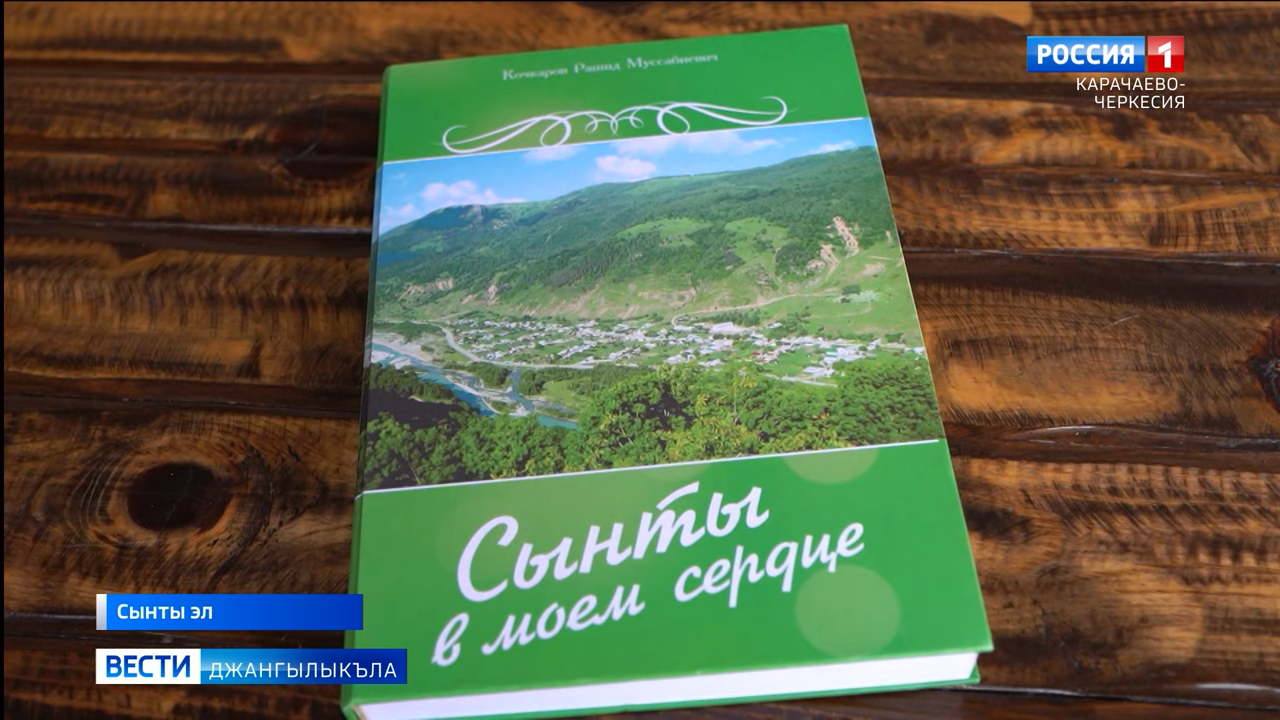 Кочкаров Рашид Муссабиевич
РОССИЯ 1
КАРАЧАЕВО-
ЧЕРКЕСИЯ
Сынты
в моем сердце
Сынты эл
ВЕСТИ ДЖАНГЫЛЫКЪЛА